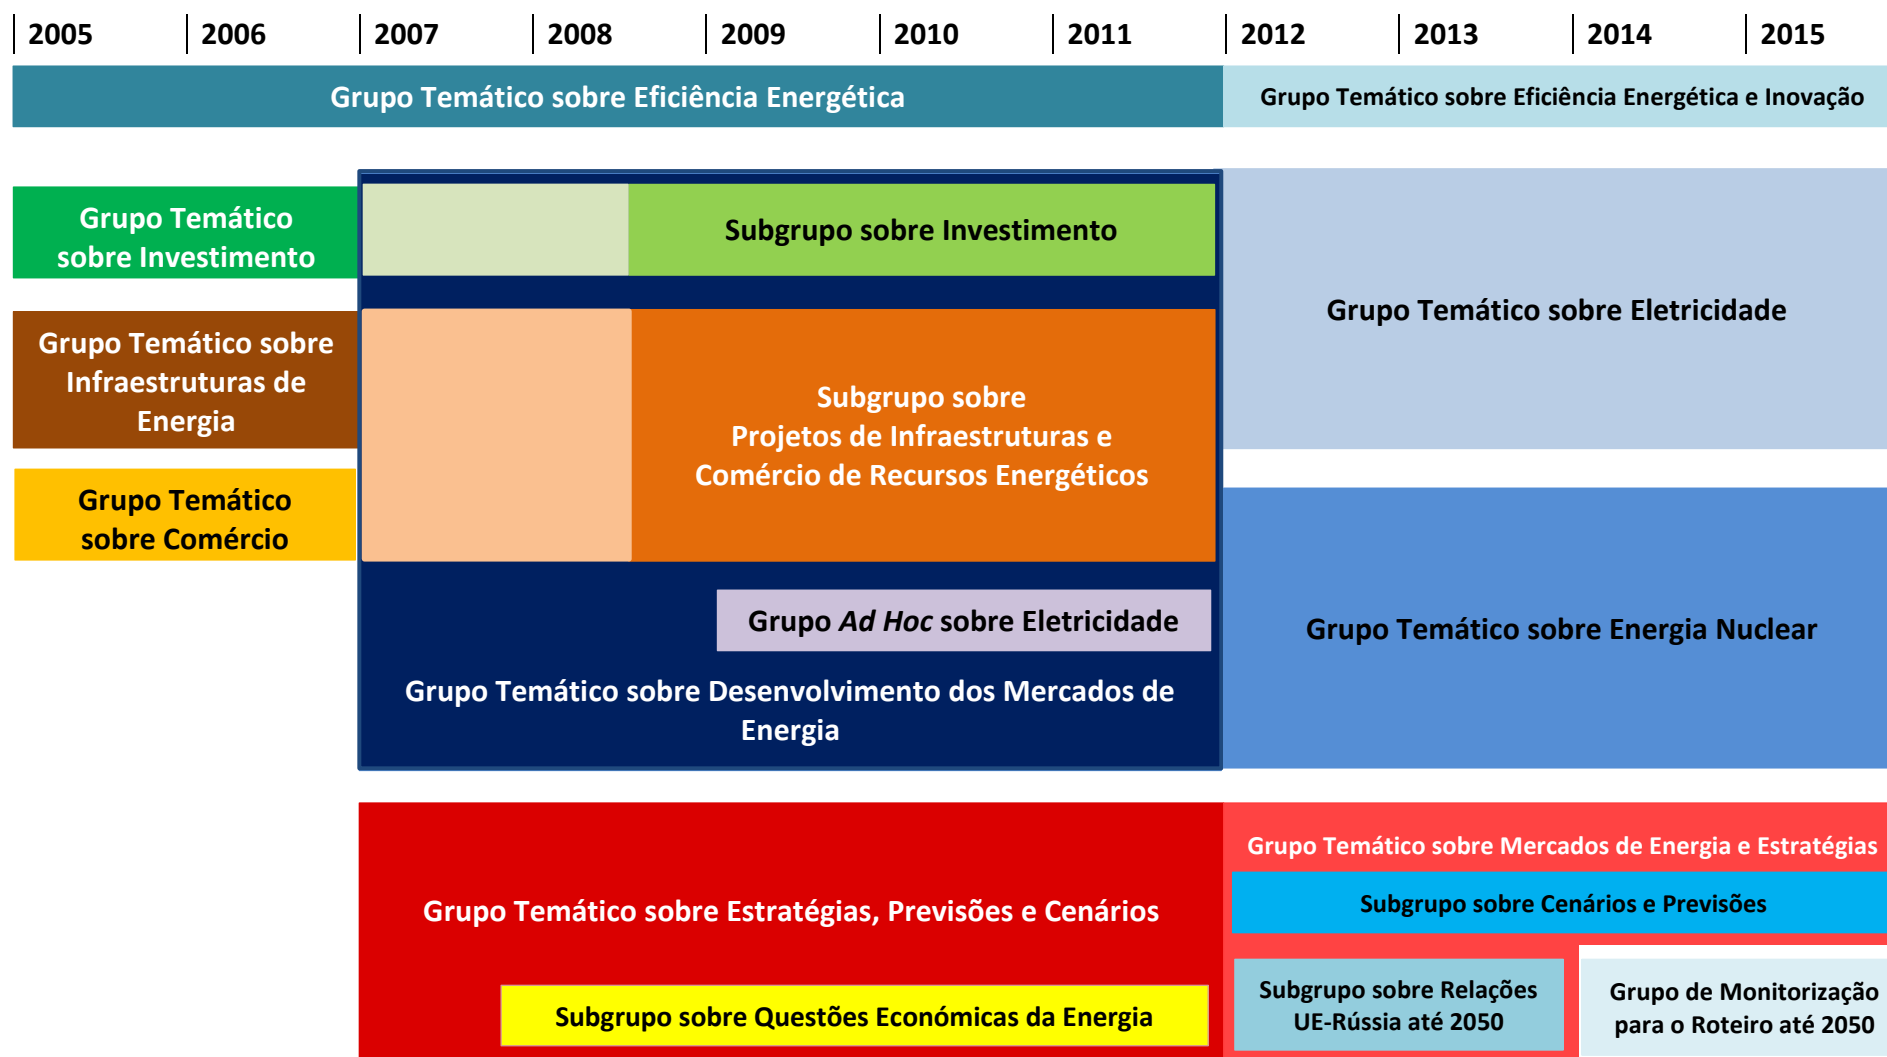 2005 2006 2007 2008 2009 2010 2011 2012 2013 2014 2015
Grupo Temático sobre Eficiência Energética
Grupo Temático sobre Eficiência Energética e Inovação
Grupo Temático
sobre Investimento
Subgrupo sobre Investimento
Grupo Temático sobre Eletricidade
Grupo Temático sobre
Infraestruturas de
Energia
Subgrupo sobre
Projetos de Infraestruturas e
Comércio de Recursos Energéticos
Grupo Temático
sobre Comércio
Grupo Ad Hoc sobre Eletricidade
Grupo Temático sobre Energia Nuclear
Grupo Temático sobre Desenvolvimento dos Mercados de
Energia
Grupo Temático sobre Estratégias, Previsões e Cenários
Grupo Temático sobre Mercados de Energia e Estratégias
Subgrupo sobre Cenários e Previsões
Subgrupo sobre Questões Económicas da Energia
Subgrupo sobre Relações
UE-Rússia até 2050
Grupo de Monitorização
para o Roteiro até 2050